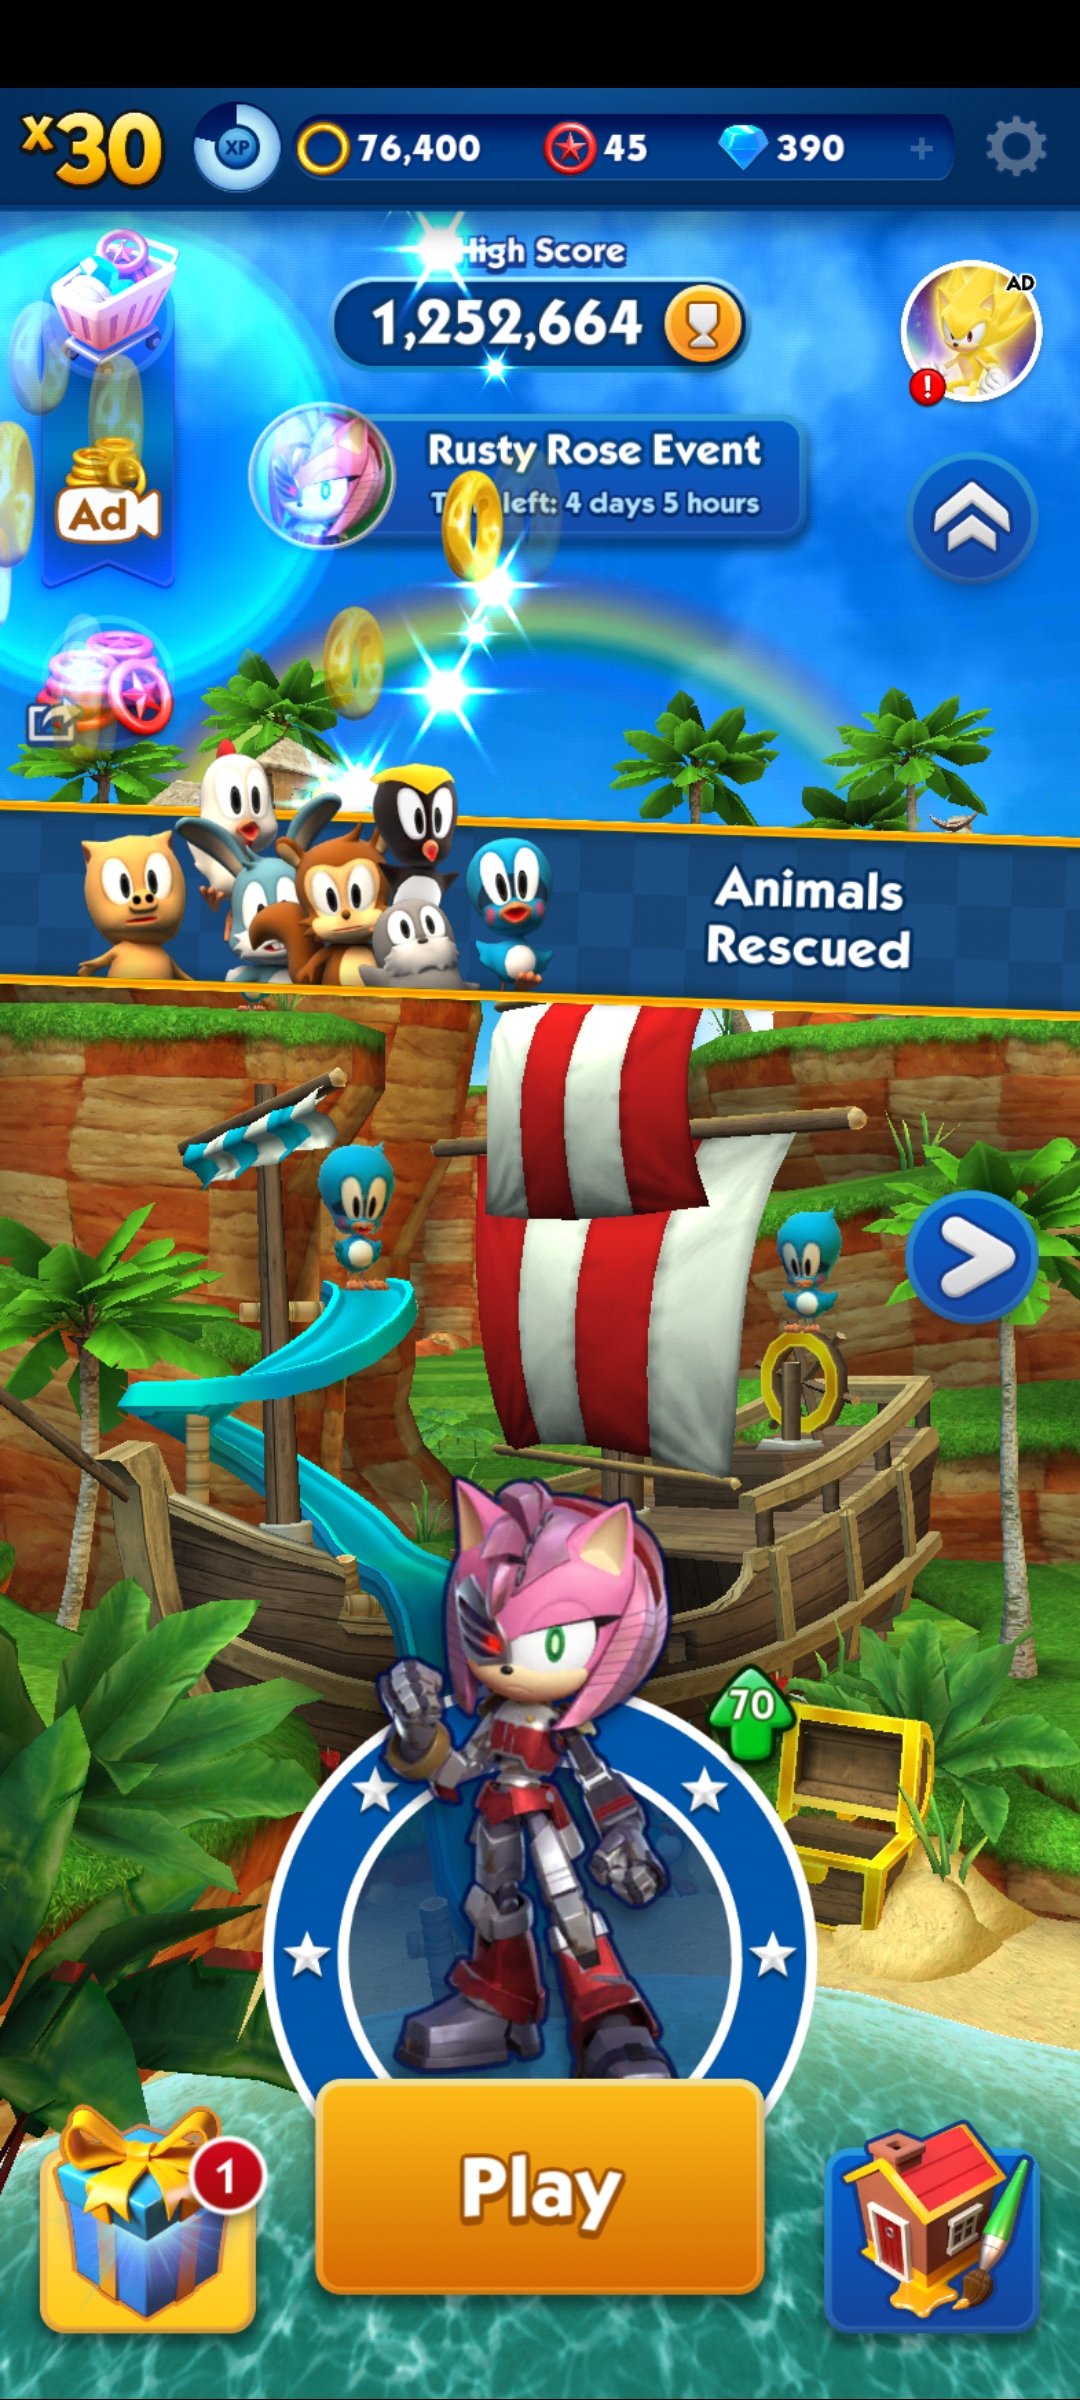 x30
XP
76,400
45
390
+
High Score
1,252,664
AD
!
Rusty Rose Event
left: 4 days 5 hours
Ad
Animals
Rescued
70
1
Play